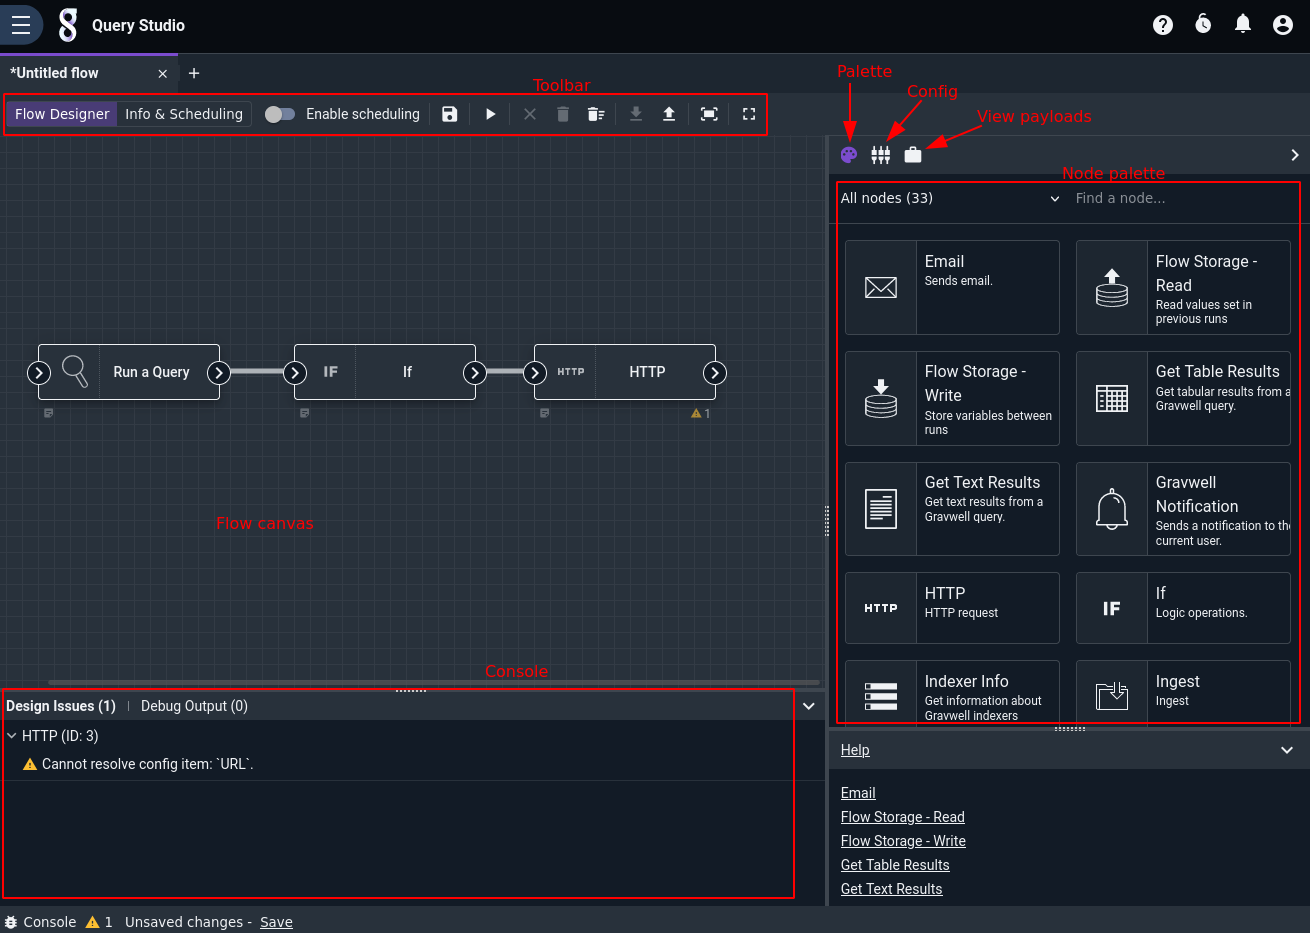 Query Studio
*Untitled flow
Toolbar
Palette
Config
View payloads
Flow Designer
Info & Scheduling
Enable scheduling
Node palette
All nodes (33)
Find a node...
Email
Sends email.
Flow Storage -
Read
Read values set in
previous runs
Flow Storage -
Write
Store variables between
runs
Get Table Results
Get tabular results from a
Gravwell query.
Get Text Results
Get text results from a
Gravwell query.
Gravwell
Notification
Sends a notification to the
current user.
HTTP
HTTP
HTTP request
IF
If
Logic operations.
Indexer Info
Get information about
Gravwell indexers
Ingest
Ingest
Run a Query
IF
If
HTTP
HTTP
1
Flow canvas
Console
Design Issues (1)
Debug Output (0)
HTTP (ID: 3)
Cannot resolve config item: `URL`.
Help
Email
Flow Storage - Read
Flow Storage - Write
Get Table Results
Get Text Results
Console 1 Unsaved changes - Save